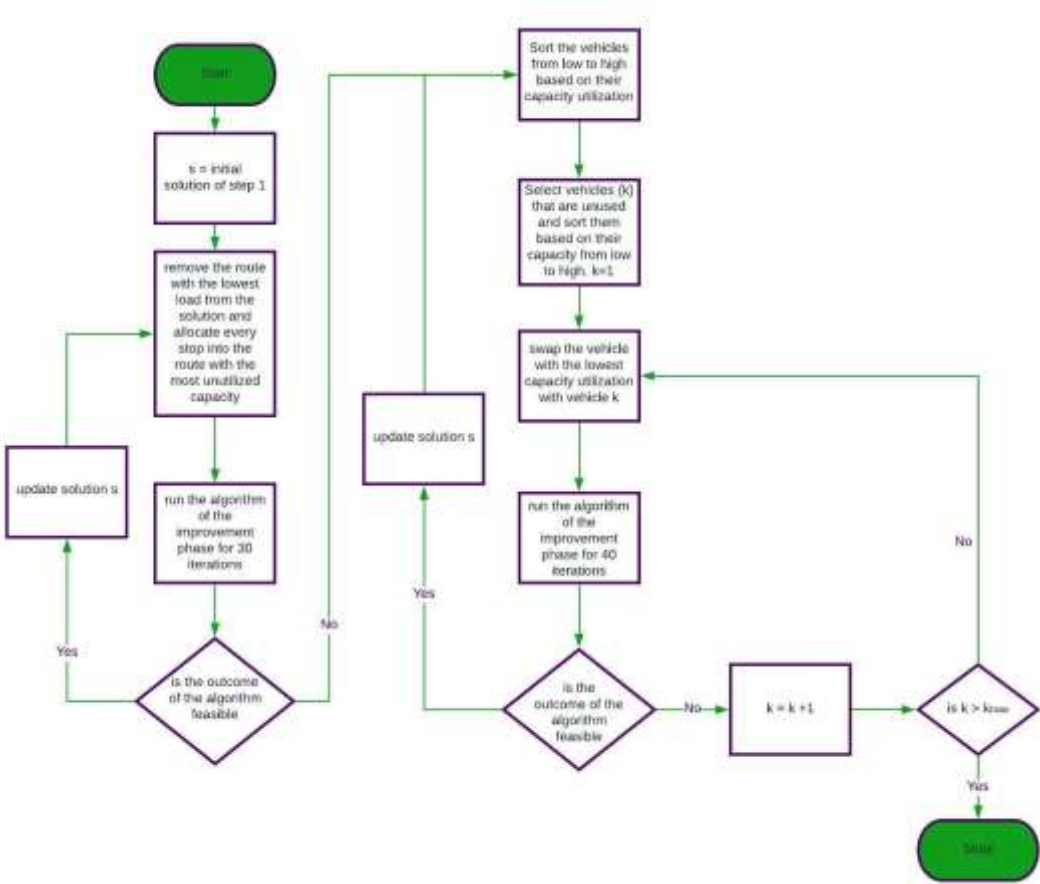 Start
s = initial
solution of step 1
remove the route
with the lowest
load from the
solution and
allocate every
stop into the
route with the
most unutilized
capacity
update solution s
run the algorithm
of the
improvement
phase for 30
iterations
Yes
is the outcome
of the algorithm
feasible
No
Sort the vehicles
from low to high
based on their
capacity utilization
Select vehicles (k)
that are unused
and sort them
based on their
capacity from low
to high. k=1
swap the vehicle
with the lowest
capacity utilization
with vehicle k
update solution s
run the algorithm
of the
improvement
phase for 40
iterations
Yes
is the
outcome of the
algorithm
feasible
No
k = k +1
is k > kmax
No
Yes